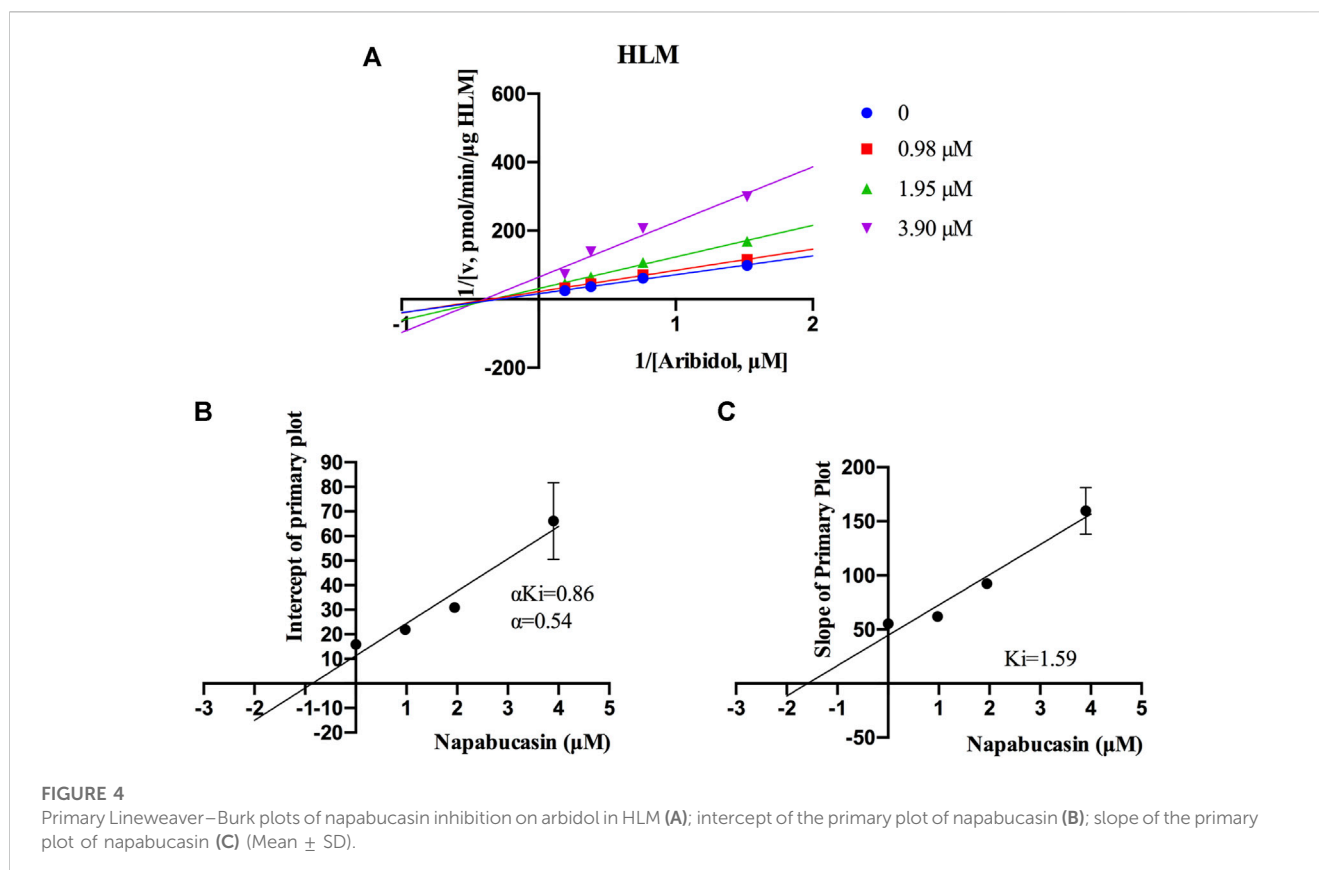 A
HLM
1/[v, pmol/min/µg HLM]
600
400
200
-200
-1
1
2
1/[Aribidol, µM]
0
0.98 µM
1.95 µM
3.90 µM
B
Intercept of primary plot
90
80
70
60
50
40
30
20
10
-10
-20
-3
-2
-1
1
2
3
4
5
αKi=0.86
α=0.54
Napabucasin (µM)
C
Slope of Primary Plot
200
150
100
50
-50
-3
-2
-1
1
2
3
4
5
Ki=1.59
Napabucasin (µM)
FIGURE 4
Primary Lineweaver–Burk plots of napabucasin inhibition on arbidol in HLM (A); intercept of the primary plot of napabucasin (B); slope of the primary
plot of napabucasin (C) (Mean ± SD).